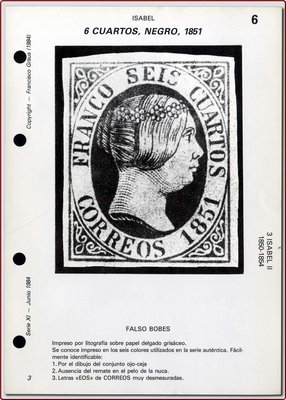 ISABEL
6 CUARTOS, NEGRO, 1851
6
Copyright — Francisco Graus (1984)
FRANCO SEIS CUARTOS
CORREOS 1851
3 ISABEL II
1850-1854
Serie XI — Junio 1984
FALSO BOBES
Impreso por litografía sobre papel delgado grisáceo.
Se conoce impreso en los seis colores utilizados en la serie auténtica. Fácil-
mente identificable:
1. Por el dibujo del conjunto ojo-ceja
2. Ausencia del remate en el pelo de la nuca.
3. Letras «EOS» de CORREOS muy desmesuradas.
3